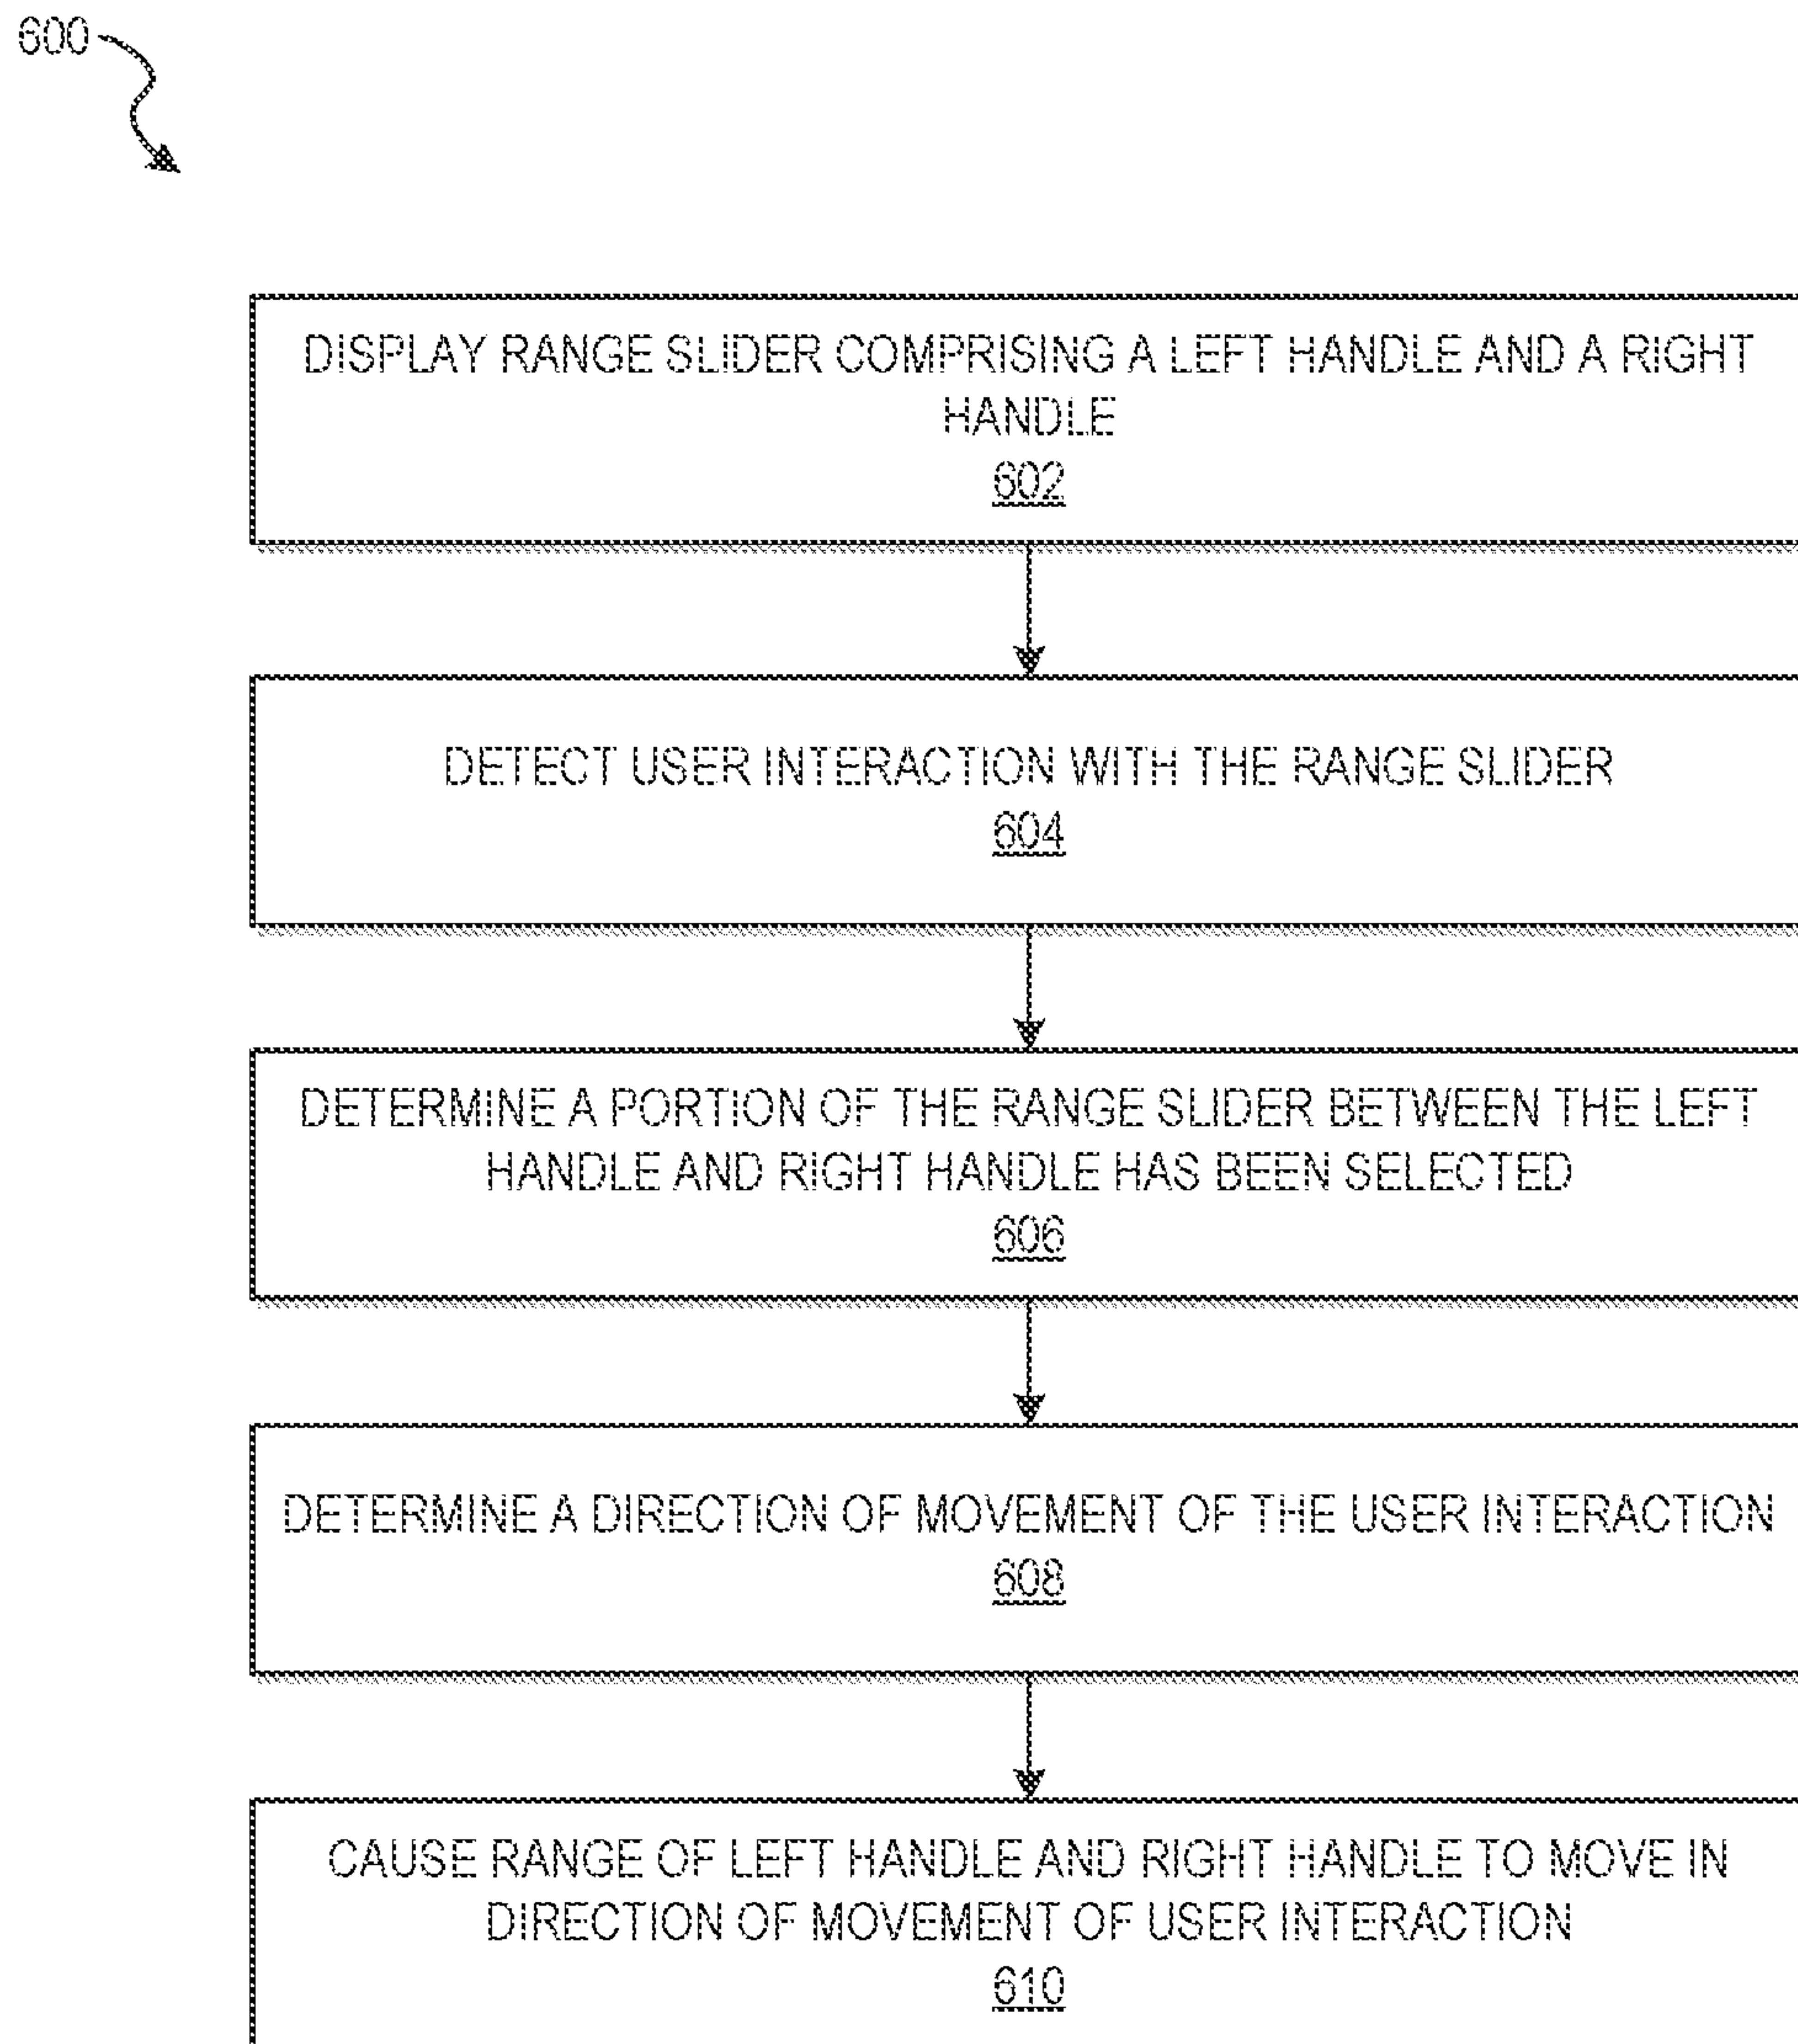 600
DISPLAY RANGE SLIDER COMPRISING A LEFT HANDLE AND A RIGHT
HANDLE
602
DETECT USER INTERACTION WITH THE RANGE SLIDER
604
DETERMINE A PORTION OF THE RANGE SLIDER BETWEEN THE LEFT
HANDLE AND RIGHT HANDLE HAS BEEN SELECTED
606
DETERMINE A DIRECTION OF MOVEMENT OF THE USER INTERACTION
608
CAUSE RANGE OF LEFT HANDLE AND RIGHT HANDLE TO MOVE IN
DIRECTION OF MOVEMENT OF USER INTERACTION
610